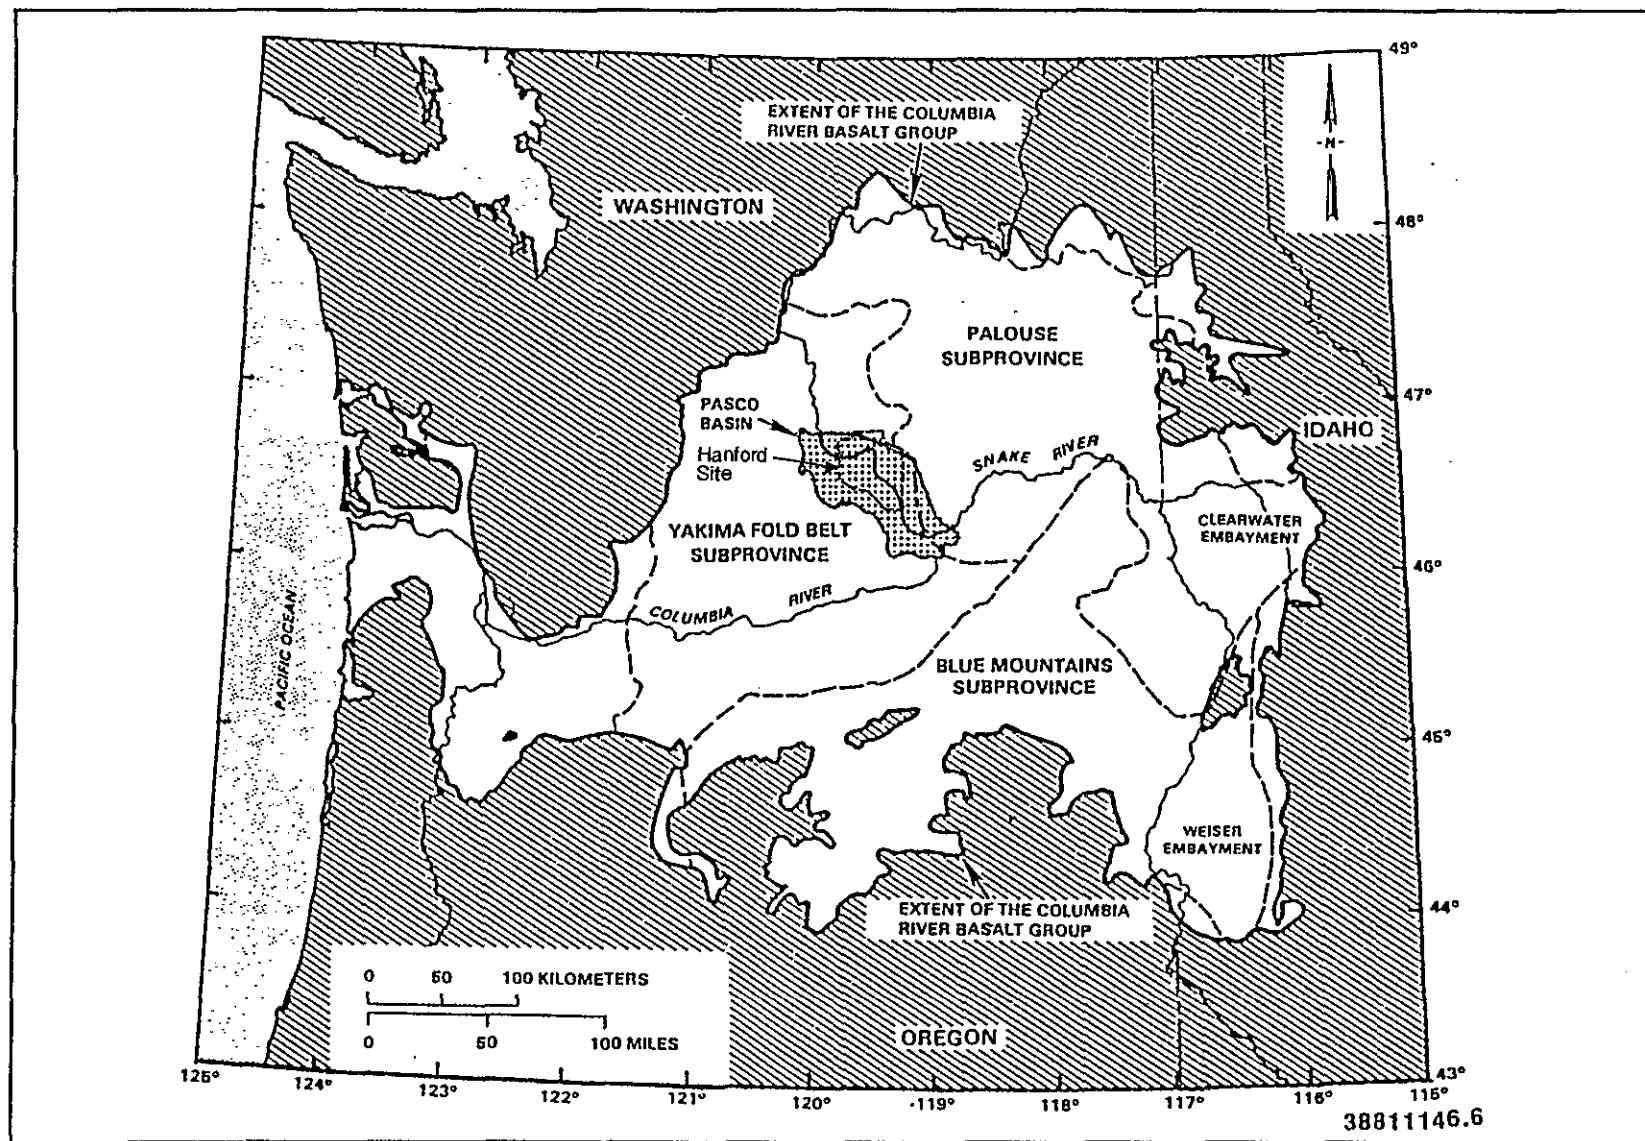 49°
EXTENT OF THE COLUMBIA
RIVER BASALT GROUP
-N-
WASHINGTON
48°
PALOUSE
SUBPROVINCE
47°
PASCO
BASIN
IDAHO
Hanford
Site
SNAKE RIVER
CLEARWATER
EMBAYMENT
YAKIMA FOLD BELT
SUBPROVINCE
46°
COLUMBIA RIVER
PACIFIC OCEAN
BLUE MOUNTAINS
SUBPROVINCE
45°
WEISER
EMBAYMENT
44°
EXTENT OF THE COLUMBIA
RIVER BASALT GROUP
0 50 100 KILOMETERS
0 50 100 MILES
OREGON
43°
125° 124° 123° 122° 121° 120° 119° 118° 117° 116° 115°
38811146.6